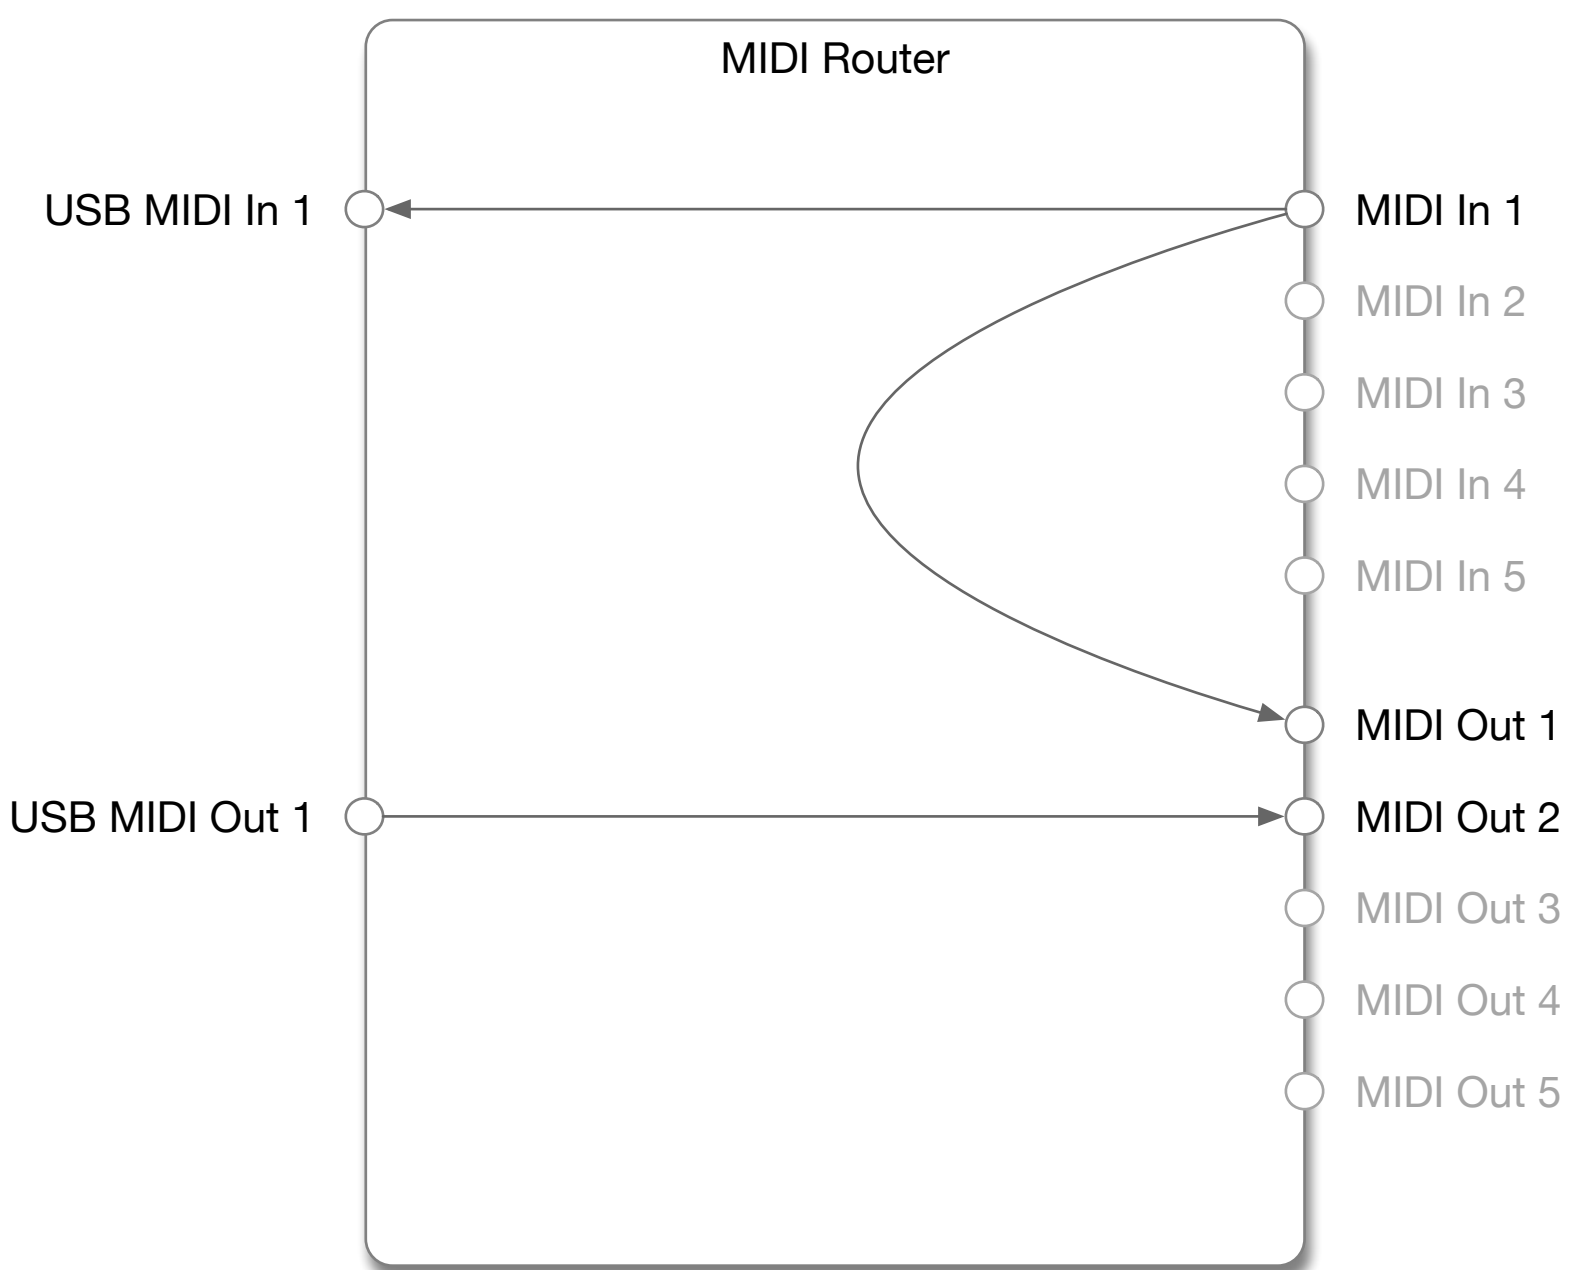 MIDI Router
USB MIDI In 1
MIDI In 1
MIDI In 2
MIDI In 3
MIDI In 4
MIDI In 5
MIDI Out 1
USB MIDI Out 1
MIDI Out 2
MIDI Out 3
MIDI Out 4
MIDI Out 5